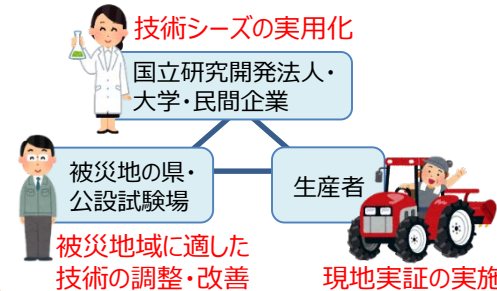 技術シーズの実用化
国立研究開発法人・
大学・民間企業
被災地の県・
公設試験場
生産者
被災地域に適した
技術の調整・改善
現地実証の実施